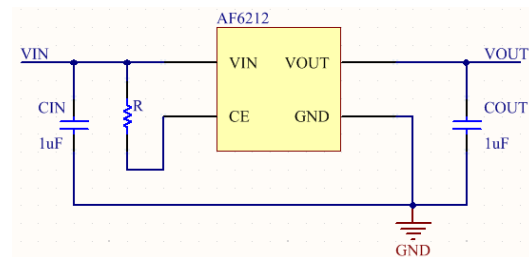 AF6212
VIN
VIN
VOUT
VOUT
CIN
R
CE
GND
COUT
1uF
1uF
GND